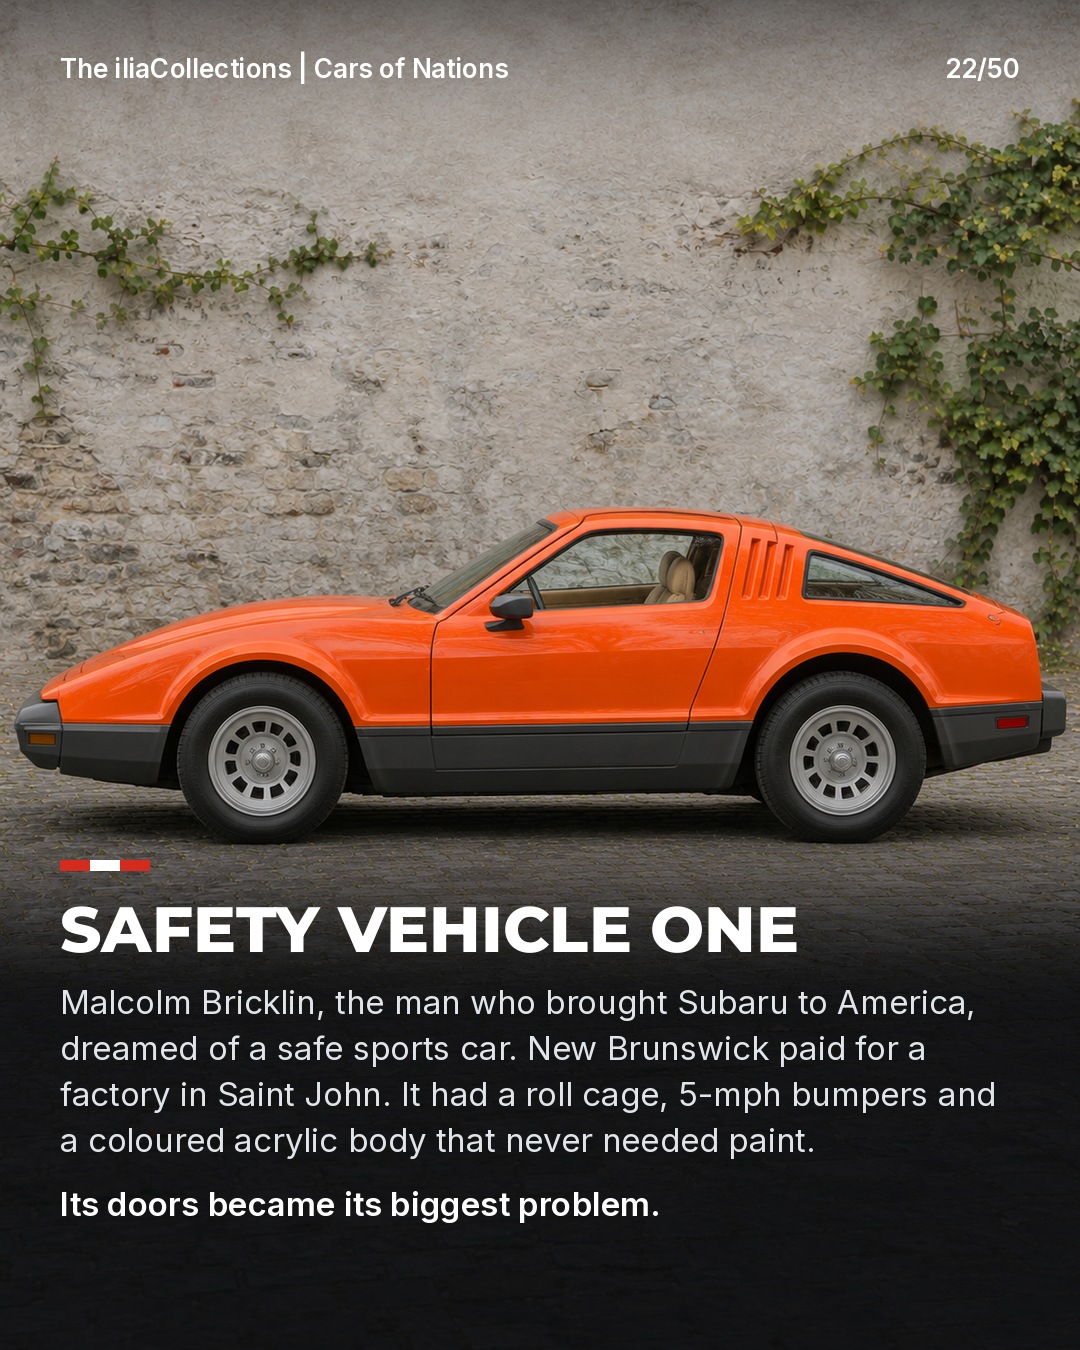 The iliaCollections | Cars of Nations
22/50
SAFETY VEHICLE ONE
Malcolm Bricklin, the man who brought Subaru to America,
dreamed of a safe sports car. New Brunswick paid for a
factory in Saint John. It had a roll cage, 5-mph bumpers and
a coloured acrylic body that never needed paint.
Its doors became its biggest problem.